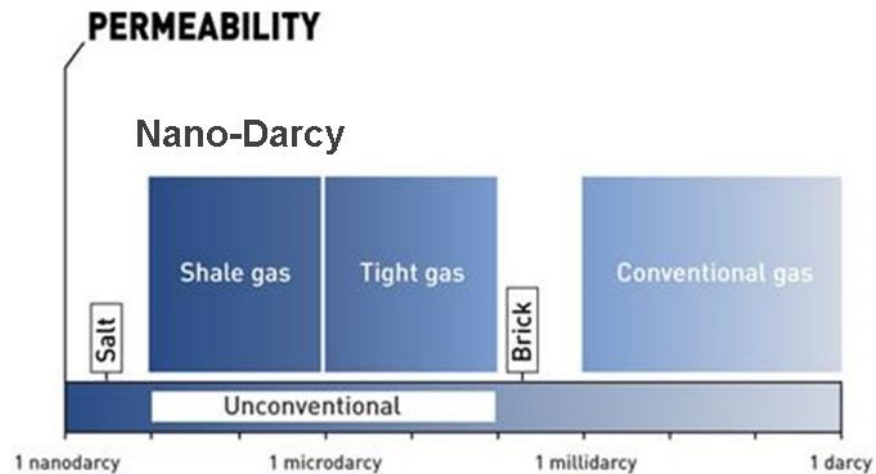 PERMEABILITY
Nano-Darcy
Shale gas
Tight gas
Conventional gas
Salt
Brick
Unconventional
1 nanodarcy
1 microdarcy
1 millidarcy
1 darcy